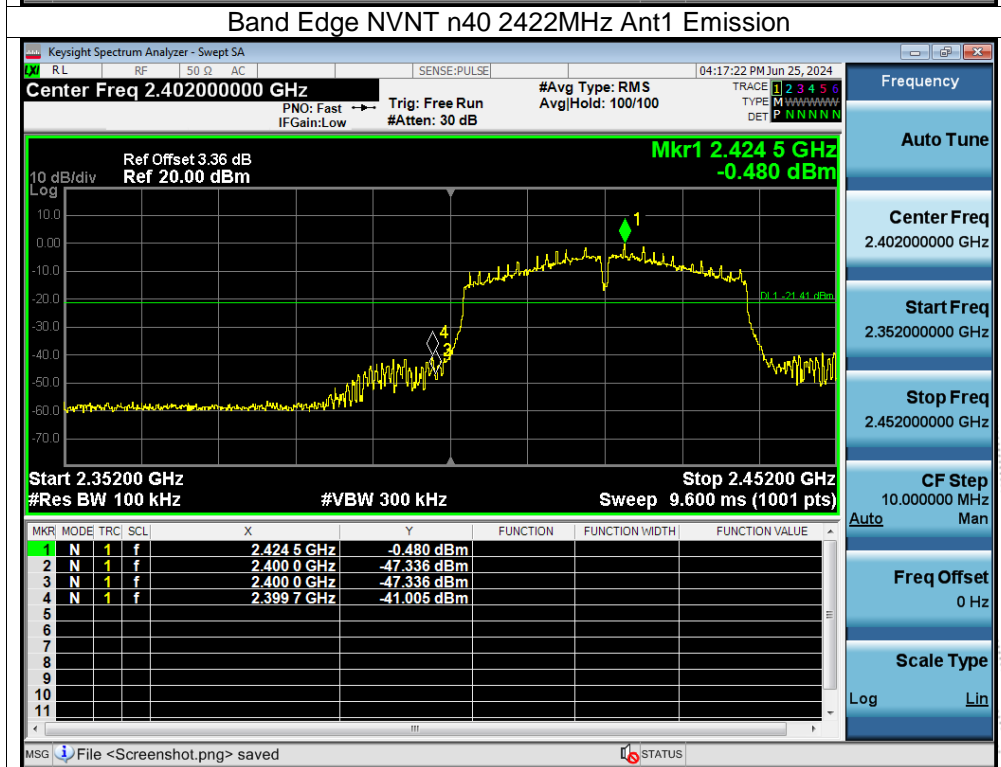 Band Edge NVNT n40 2422MHz Ant1 Emission
Keysight Spectrum Analyzer - Swept SA
LXI RL RF 50 Ω AC SENSE:PULSE 04:17:22 PM Jun 25, 2024
Center Freq 2.402000000 GHz #Avg Type: RMS TRACE 1 2 3 4 5 6
PNO: Fast Trig: Free Run Avg|Hold: 100/100 TYPE M WWWWW
IFGain:Low #Atten: 30 dB DET P N N N N N
Mkr1 2.424 5 GHz
-0.480 dBm
Ref Offset 3.36 dB
10 dB/div Ref 20.00 dBm
Log
10.0
0.00
-10.0
-20.0
-30.0
-40.0
-50.0
-60.0
-70.0
1
DL1 -21.41 dBm
4
3
Start 2.35200 GHz Stop 2.45200 GHz
#Res BW 100 kHz #VBW 300 kHz Sweep 9.600 ms (1001 pts)
MKR MODE TRC SCL X Y FUNCTION FUNCTION WIDTH FUNCTION VALUE
1 N 1 f 2.424 5 GHz -0.480 dBm
2 N 1 f 2.400 0 GHz -47.336 dBm
3 N 1 f 2.400 0 GHz -47.336 dBm
4 N 1 f 2.399 7 GHz -41.005 dBm
5
6
7
8
9
10
11
MSG File <Screenshot.png> saved STATUS
Frequency
Auto Tune
Center Freq
2.402000000 GHz
Start Freq
2.352000000 GHz
Stop Freq
2.452000000 GHz
CF Step
10.000000 MHz
Auto Man
Freq Offset
0 Hz
Scale Type
Log Lin